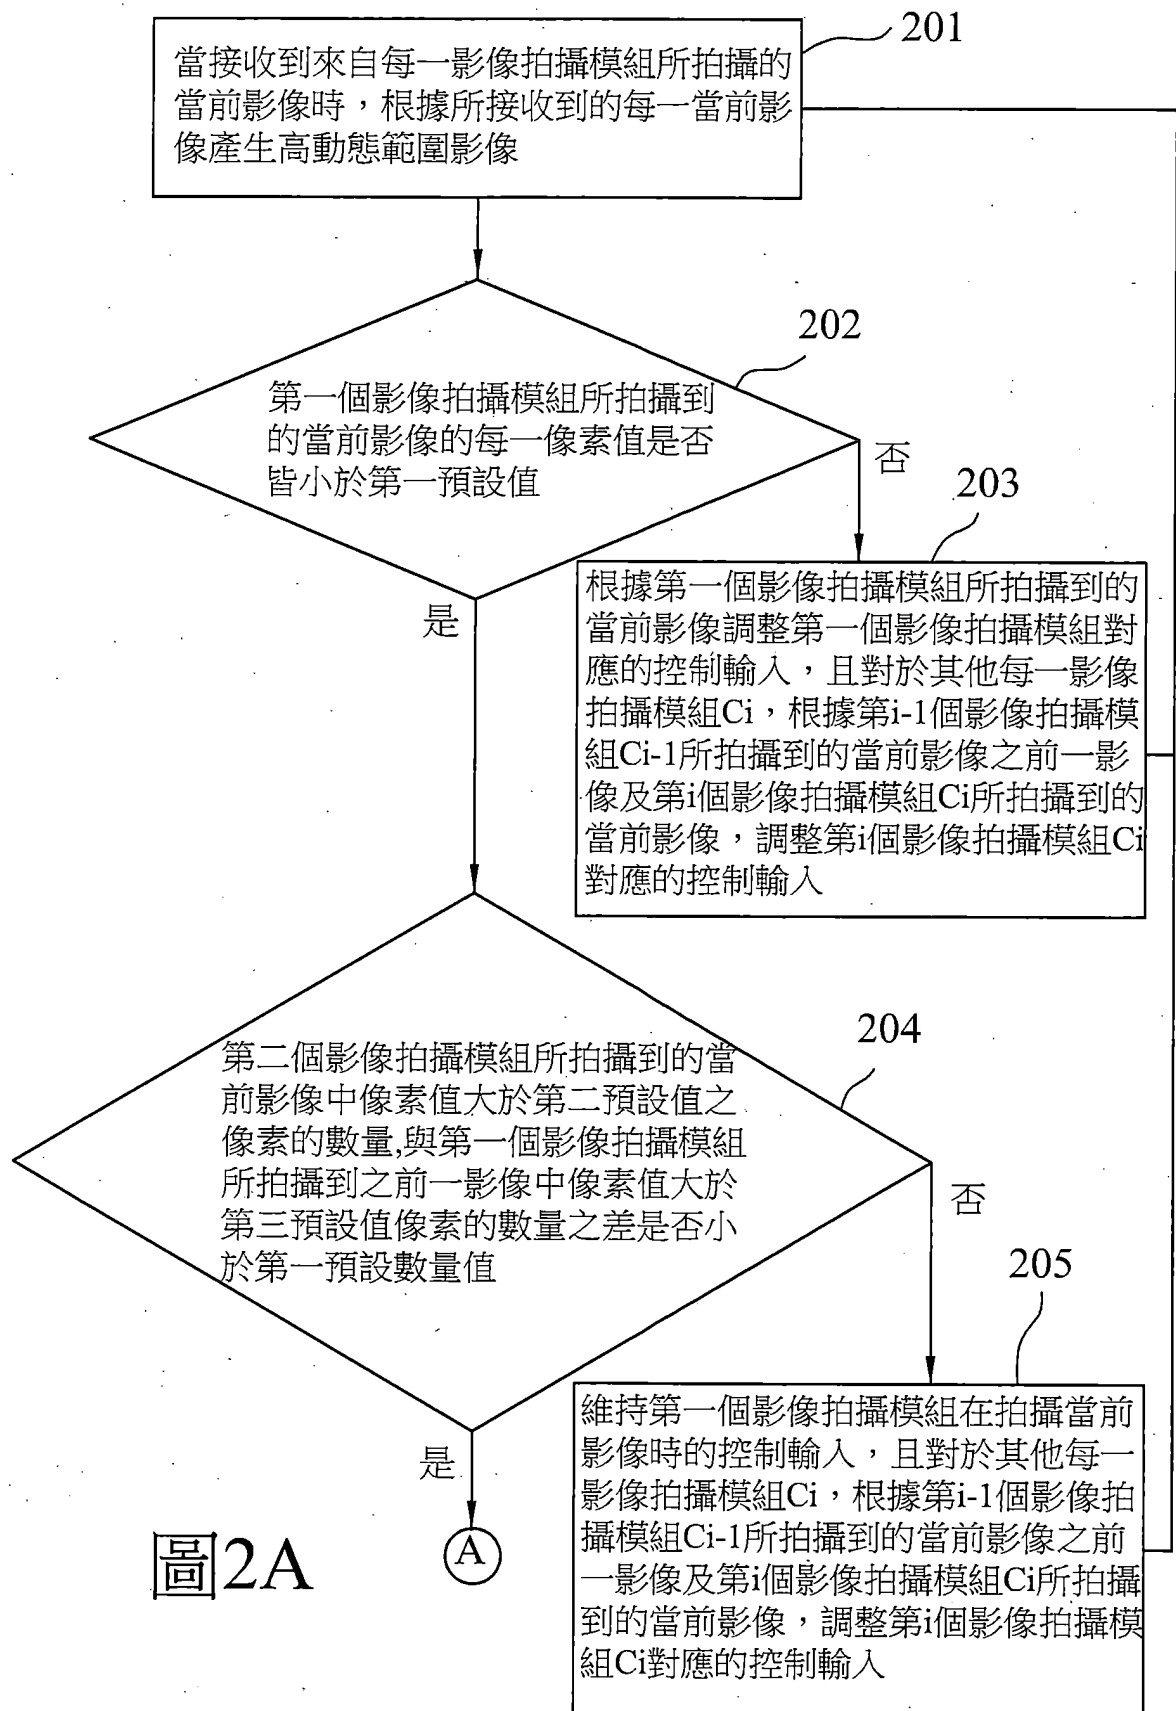 201
當接收到來自每一影像拍攝模組所拍攝的
當前影像時，根據所接收到的每一當前影
像產生高動態範圍影像
202
第一個影像拍攝模組所拍攝到
的當前影像的每一像素值是否
皆小於第一預設值
否
203
是
根據第一個影像拍攝模組所拍攝到的
當前影像調整第一個影像拍攝模組對
應的控制輸入，且對於其他每一影像
拍攝模組Ci，根據第i-1個影像拍攝模
組Ci-1所拍攝到的當前影像之前一影
像及第i個影像拍攝模組Ci所拍攝到的
當前影像，調整第i個影像拍攝模組Ci
對應的控制輸入
204
第二個影像拍攝模組所拍攝到的當
前影像中像素值大於第二預設值之
像素的數量,與第一個影像拍攝模組
所拍攝到之前一影像中像素值大於
第三預設值像素的數量之差是否小
於第一預設數量值
否
205
是
維持第一個影像拍攝模組在拍攝當前
影像時的控制輸入，且對於其他每一
影像拍攝模組Ci，根據第i-1個影像拍
攝模組Ci-1所拍攝到的當前影像之前
一影像及第i個影像拍攝模組Ci所拍攝
到的當前影像，調整第i個影像拍攝模
組Ci對應的控制輸入
A
圖2A